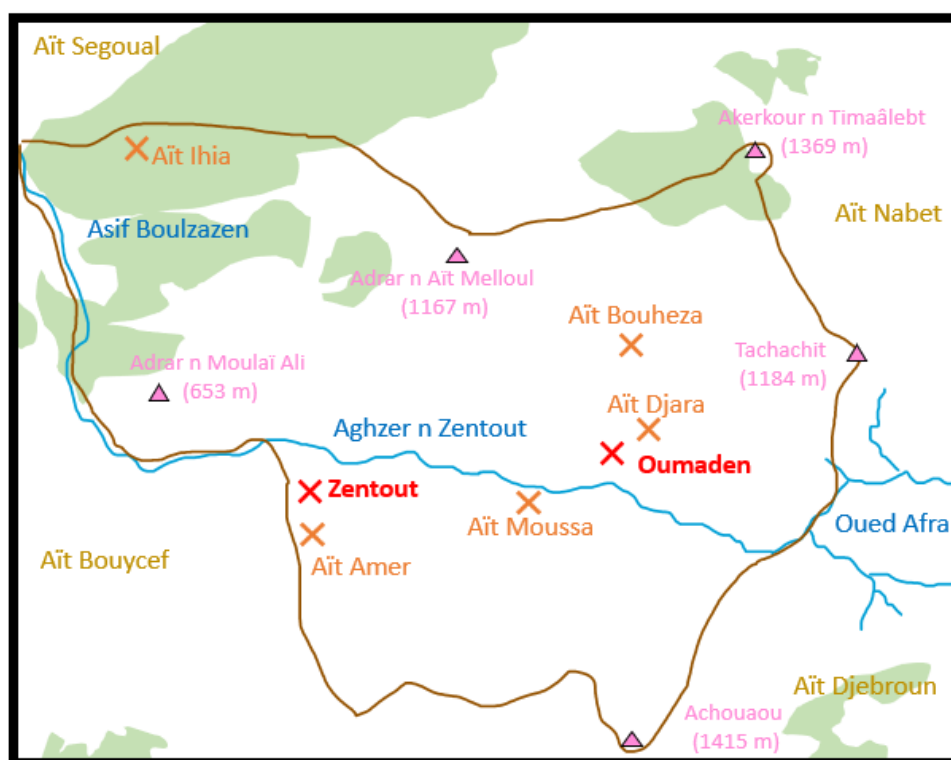 Aït Segoual
Akerkour n Timaâlebt
(1369 m)
Aït Ihia
Aït Nabet
Asif Boulzazen
Adrar n Aït Melloul
(1167 m)
Aït Bouheza
Tachachit
(1184 m)
Adrar n Moulaï Ali
(653 m)
Aït Djara
Aghzer n Zentout
Oumaden
Zentout
Aït Moussa
Oued Afra
Aït Bouycef
Aït Amer
Aït Djebroun
Achouaou
(1415 m)